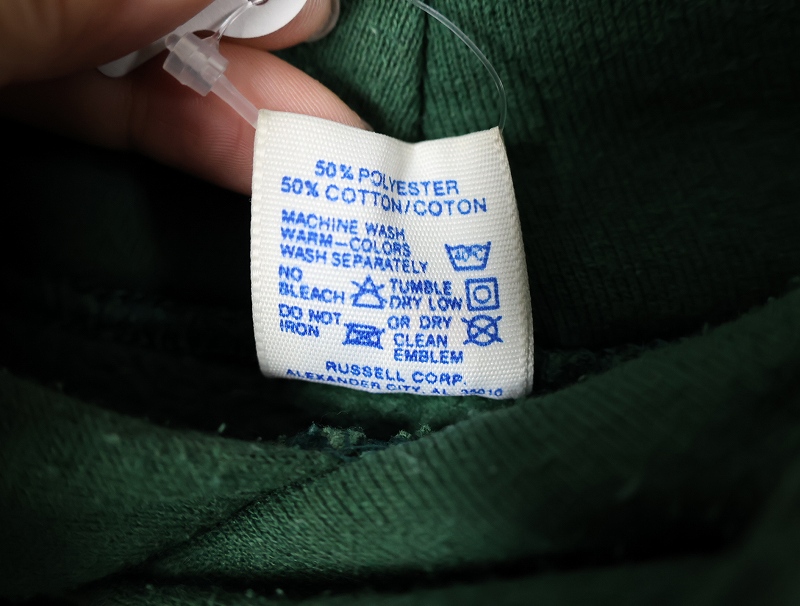 50% POLYESTER
50% COTTON/COTON
MACHINE WASH
WARM-COLORS
WASH SEPARATELY
40°C
NO
BLEACH
TUMBLE
DRY LOW
DO NOT
IRON
OR DRY
CLEAN
EMBLEM
RUSSELL CORP.
ALEXANDER CITY, AL 35010